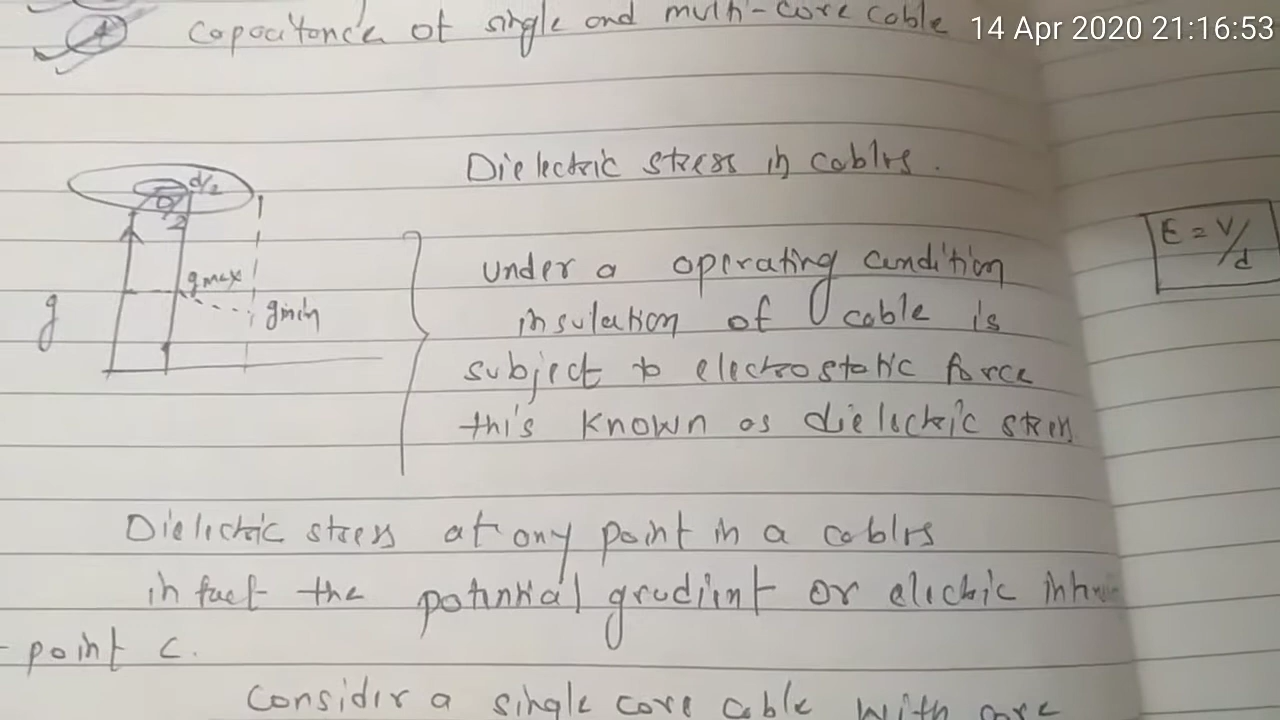 Capacitance of single and multi-core cable
14 Apr 2020 21:16:53
Dielectric stress in cables.
d/2
gmax
gmin
g
E = V/d
under a operating condition
insulation of cable is
subject to electrostatic force
this known as dielectric stress
Dielectric stress at any point in a cables
in fact the potential gradient or electric
point c.
Consider a single core cable with core